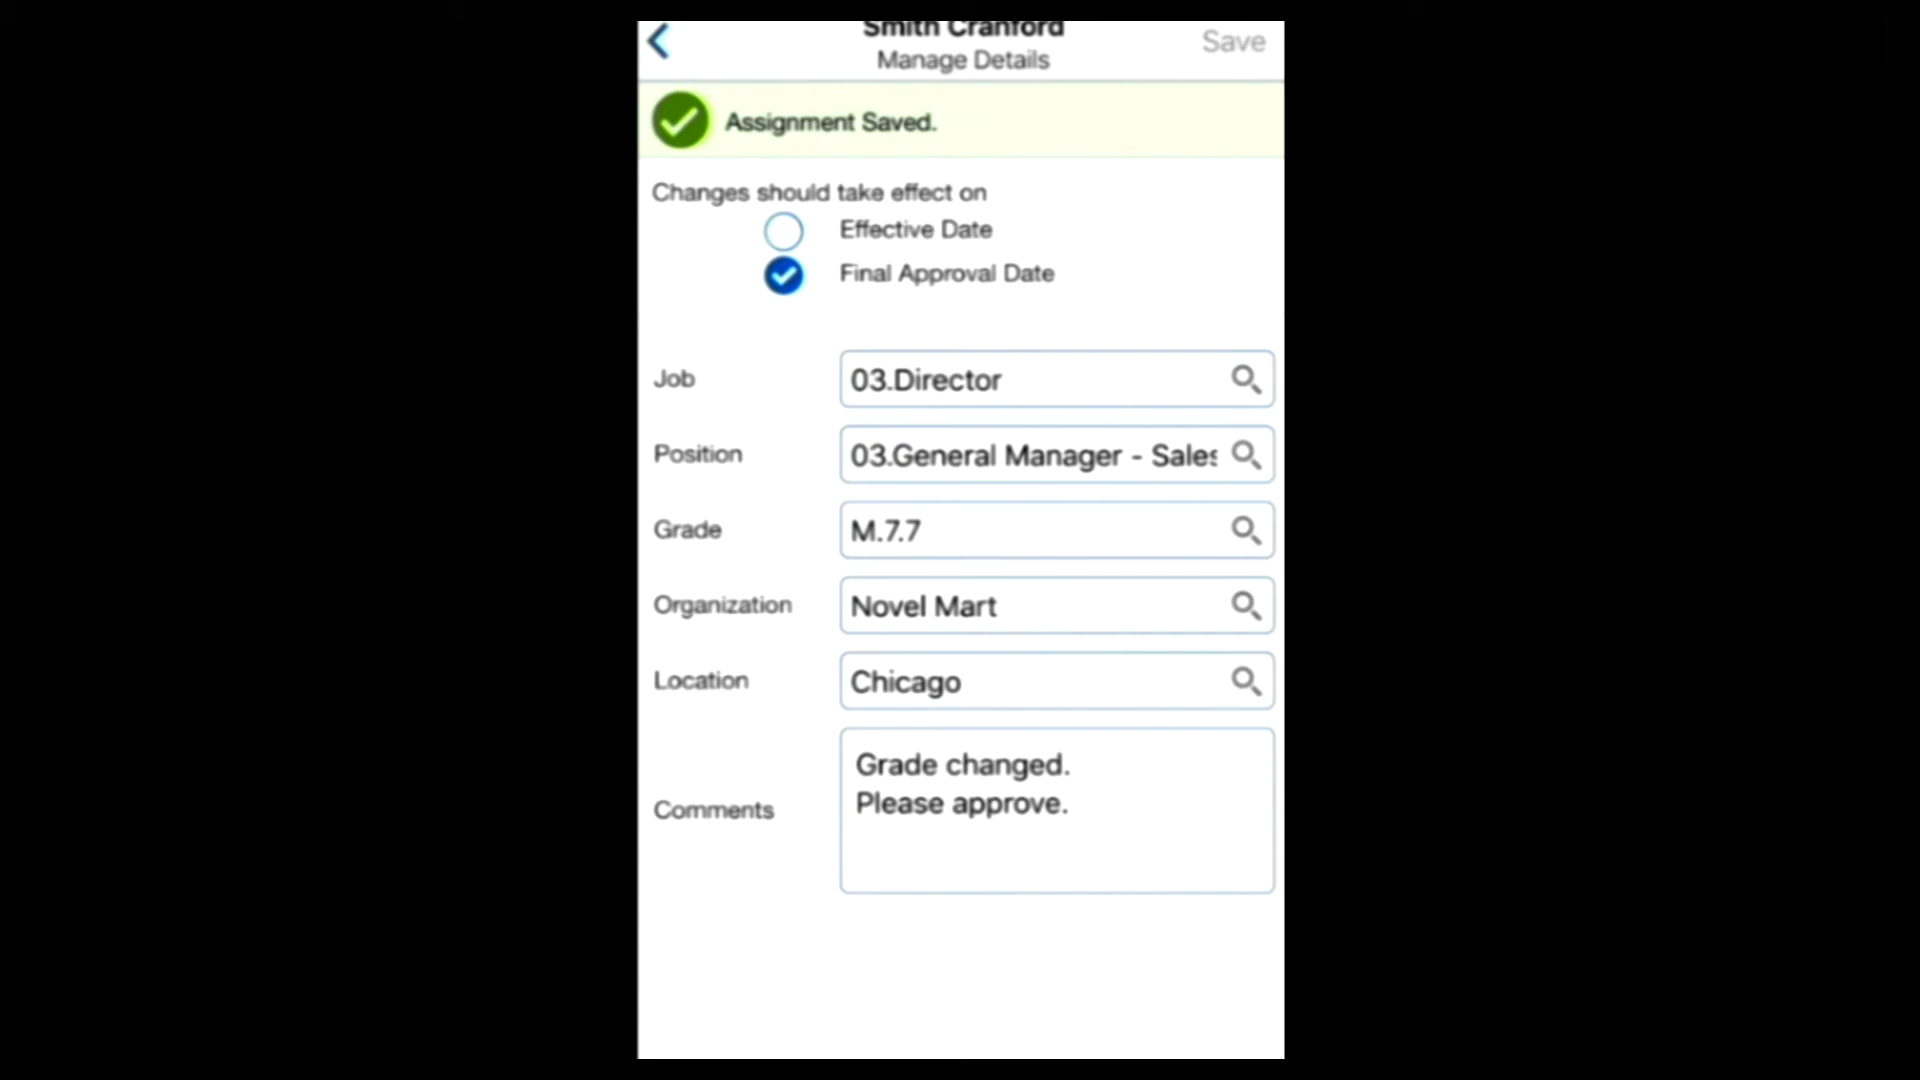 Smith Cranford
Manage Details
Save
Assignment Saved.
Changes should take effect on
Effective Date
Final Approval Date
Job
03.Director
Position
03.General Manager - Sales
Grade
M.7.7
Organization
Novel Mart
Location
Chicago
Comments
Grade changed.
Please approve.